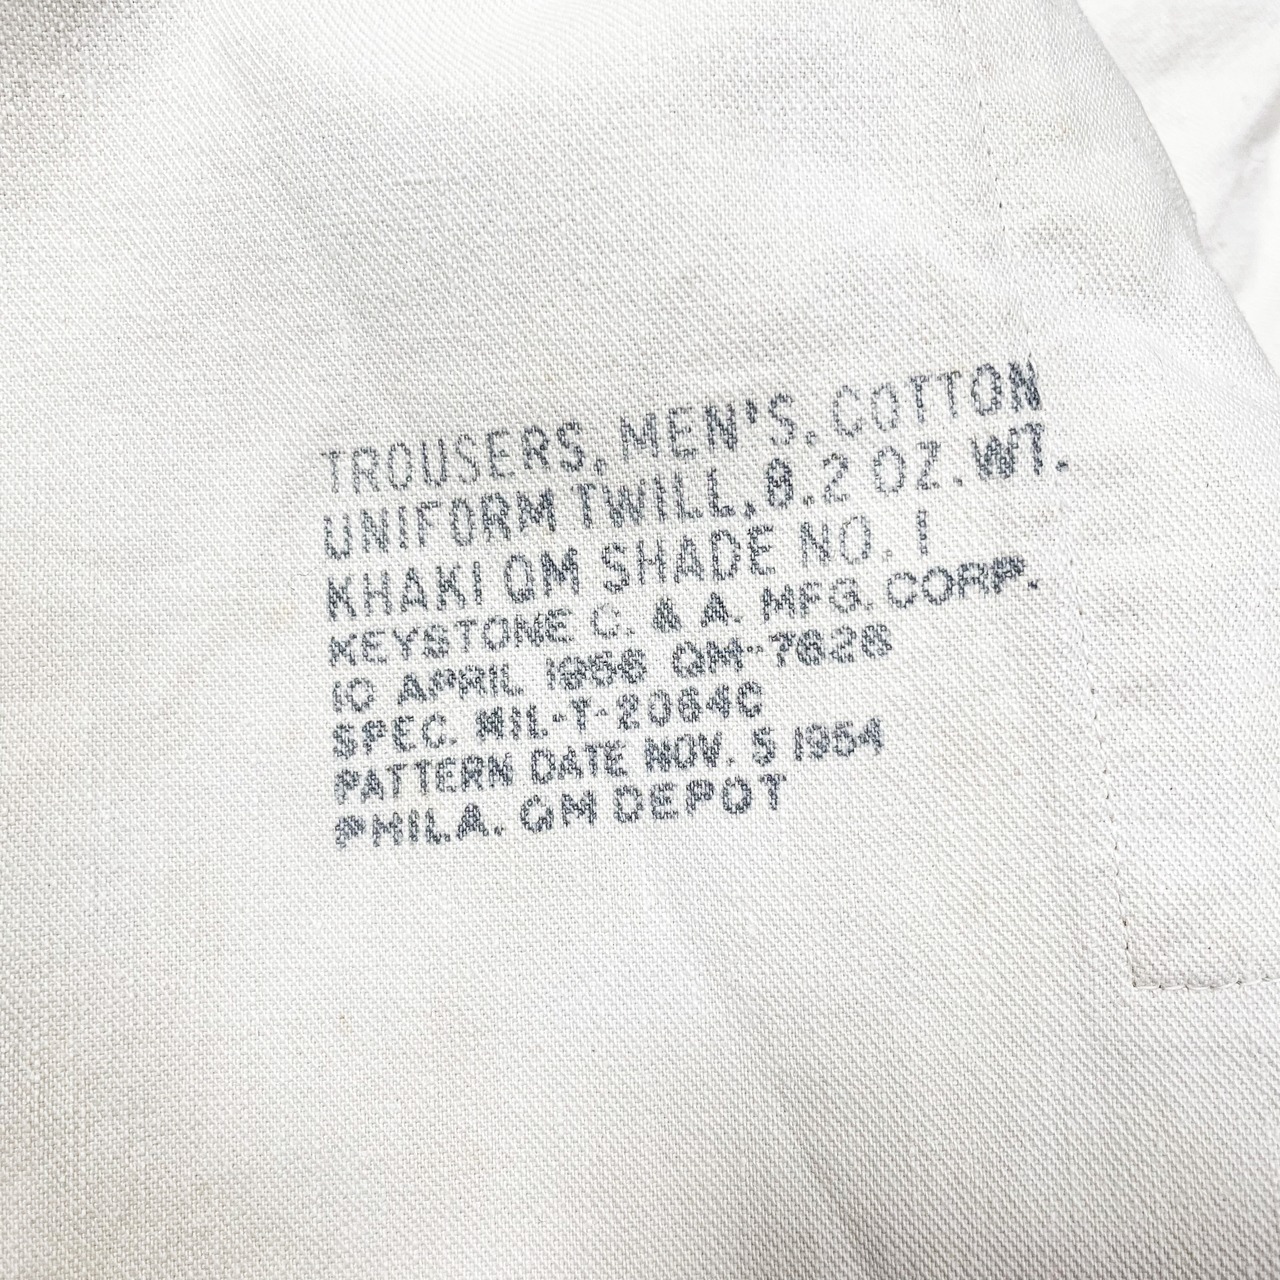 TROUSERS, MEN'S, COTTON
UNIFORM TWILL, 8.2 OZ. WT.
KHAKI QM SHADE NO. 1
KEYSTONE C. & A. MFG. CORP.
10 APRIL 1956 QM-7626
SPEC. MIL-T-2064C
PATTERN DATE NOV. 5 1954
PHILA. QM DEPOT